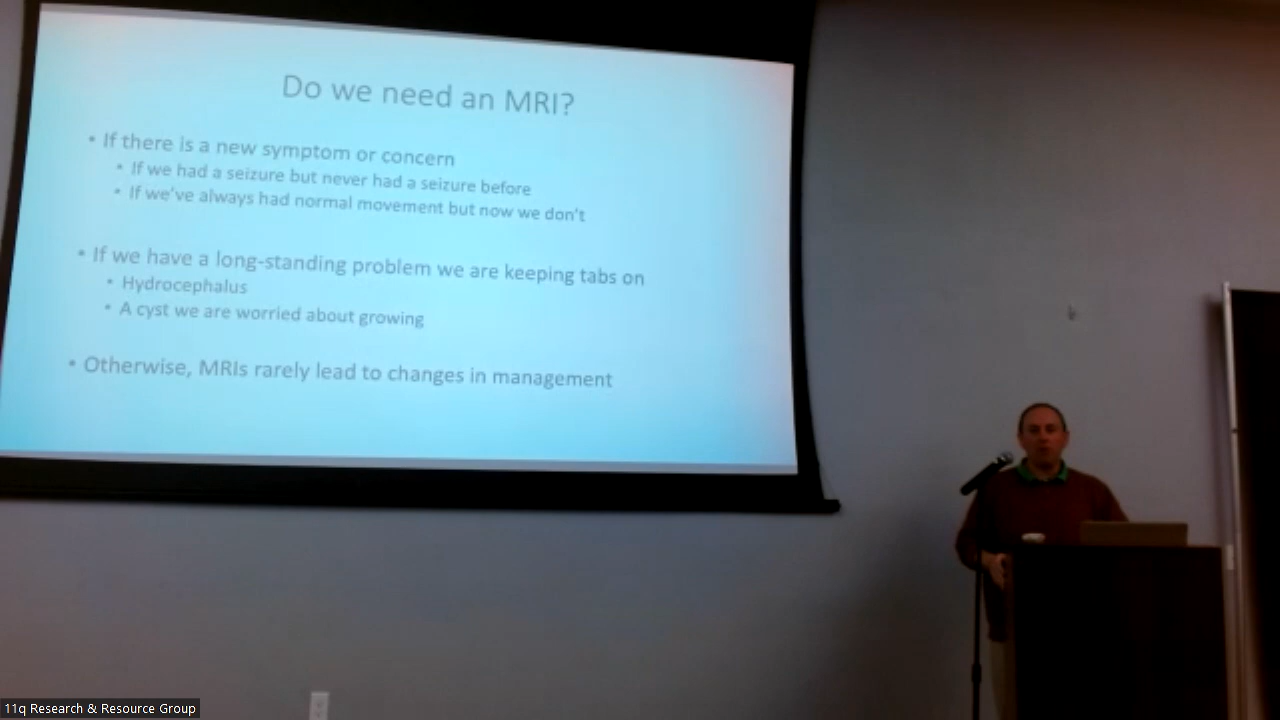 Do we need an MRI?
• If there is a new symptom or concern
• If we had a seizure but never had a seizure before
• If we've always had normal movement but now we don't
• If we have a long-standing problem we are keeping tabs on
• Hydrocephalus
• A cyst we are worried about growing
• Otherwise, MRIs rarely lead to changes in management
11q Research & Resource Group